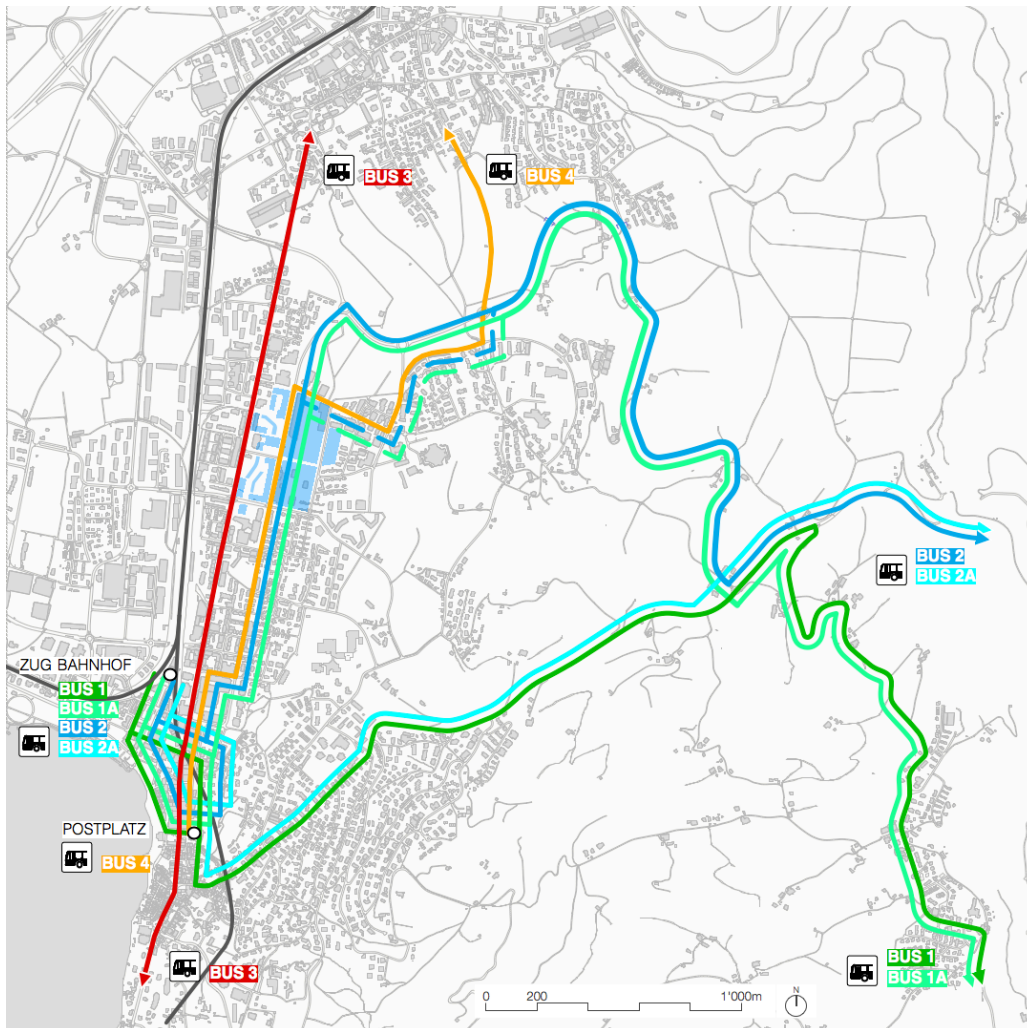 BUS 3
BUS 4
BUS 2
BUS 2A
ZUG BAHNHOF
BUS 1
BUS 1A
BUS 2
BUS 2A
POSTPLATZ
BUS 4
BUS 3
BUS 1
BUS 1A
0 200 1'000m
N